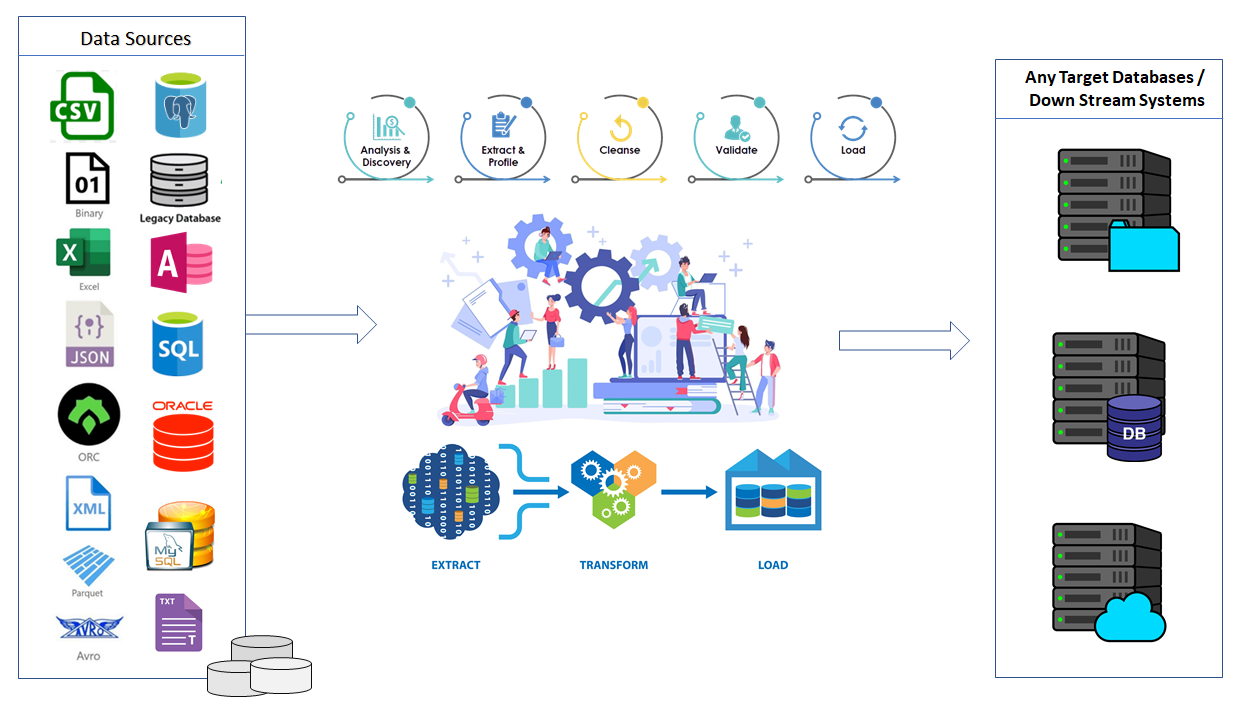 Data Sources
CSV
01
Binary
Legacy Database
X
Excel
A
{;}
JSON
SQL
ORC
ORACLE
XML
My
SQL
Parquet
TXT
T
AVRO
Avro
Analysis &
Discovery
Extract &
Profile
Cleanse
Validate
Load
EXTRACT
TRANSFORM
LOAD
Any Target Databases /
Down Stream Systems
DB